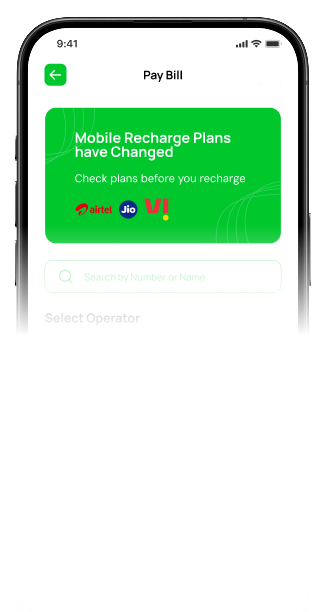 9:41
Pay Bill
Mobile Recharge Plans
have Changed
Check plans before you recharge
airtel Jio VI
Search by Number or Name
Select Operator